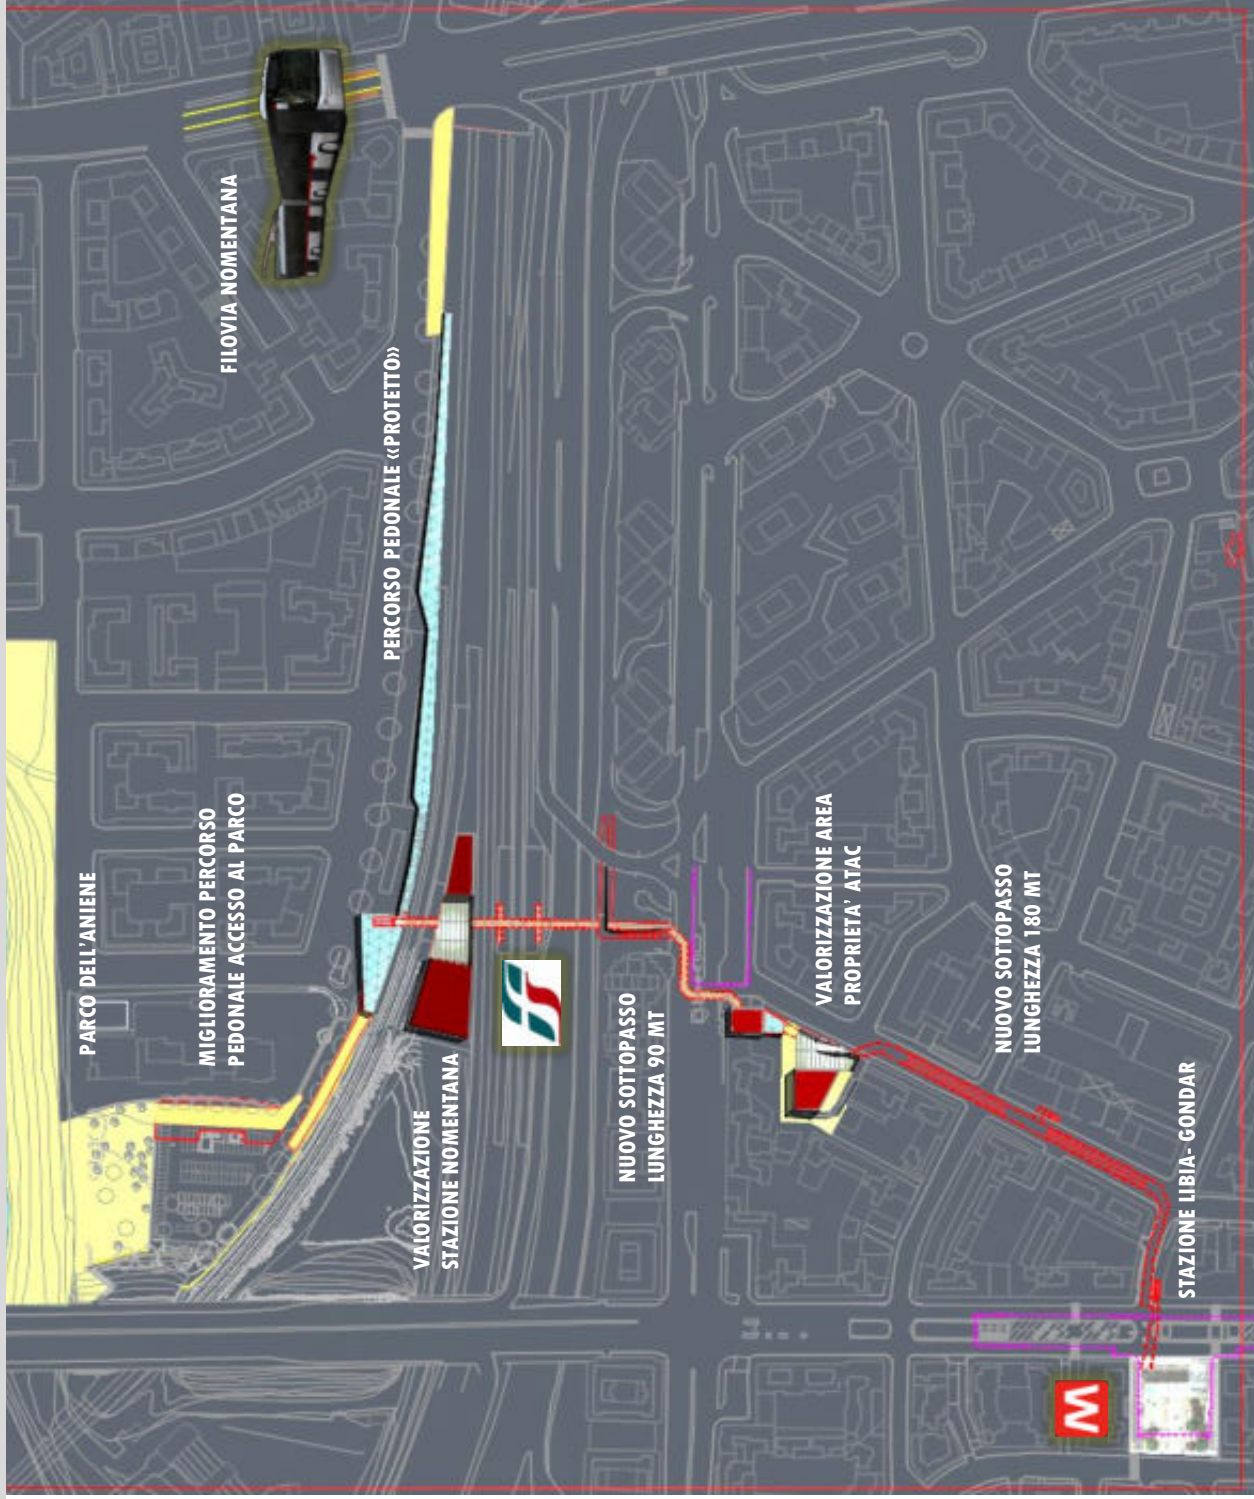 FILOVIA NOMENTANA
PERCORSO PEDONALE «PROTETTO»
PARCO DELL'ANIENE
MIGLIORAMENTO PERCORSO
PEDONALE ACCESSO AL PARCO
VALORIZZAZIONE
STAZIONE NOMENTANA
NUOVO SOTTOPASSO
LUNGHEZZA 90 MT
VALORIZZAZIONE AREA
PROPRIETA' ATAC
NUOVO SOTTOPASSO
LUNGHEZZA 180 MT
STAZIONE LIBIA- GONDAR
M